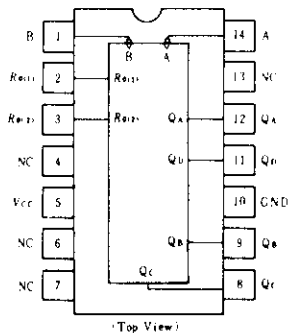 B 1 14 A
B A
R0(1) 2 R0(1) 13 NC
R0(2) 3 R0(2) QA 12 QA
NC 4 QD 11 QD
Vcc 5 10 GND
NC 6 QB 9 QB
QC
NC 7 8 QC
(Top View)